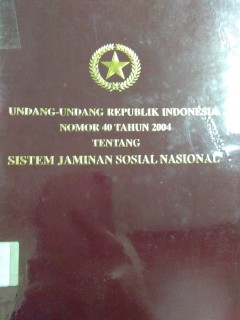 UNDANG-UNDANG REPUBLIK INDONESIA
NOMOR 40 TAHUN 2004
TENTANG
SISTEM JAMINAN SOSIAL NASIONAL